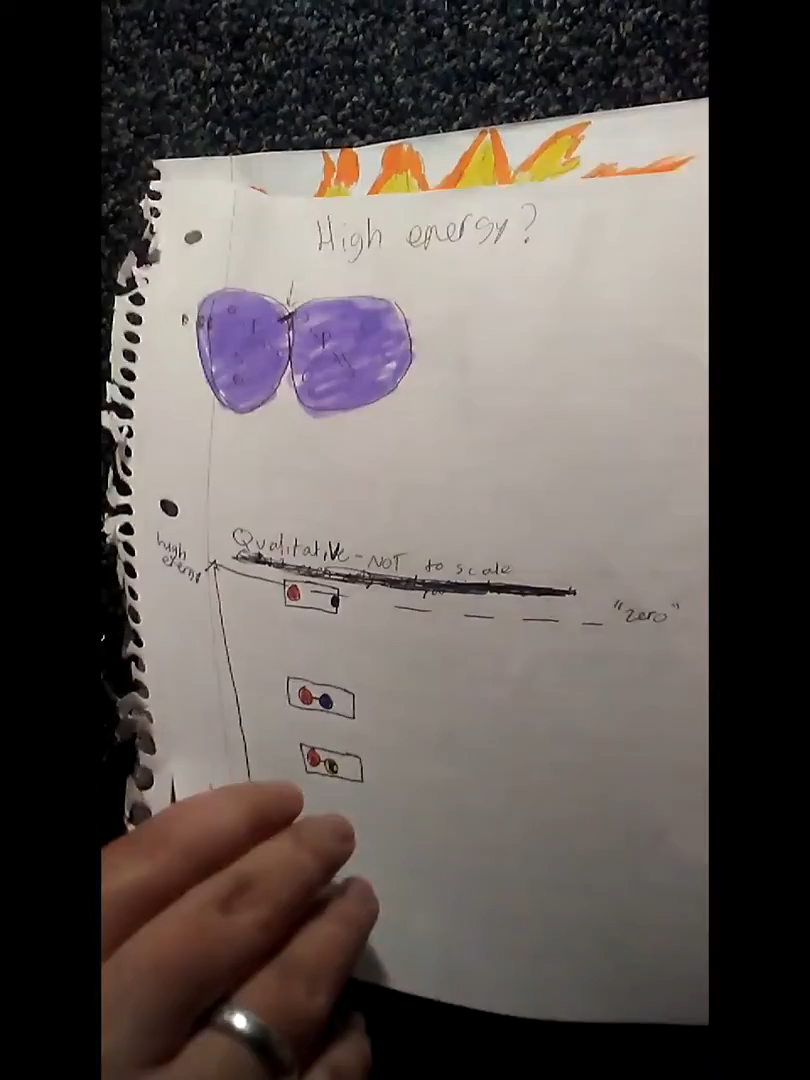 High energy?
Qualitative - NOT to scale
high
energy
"zero"